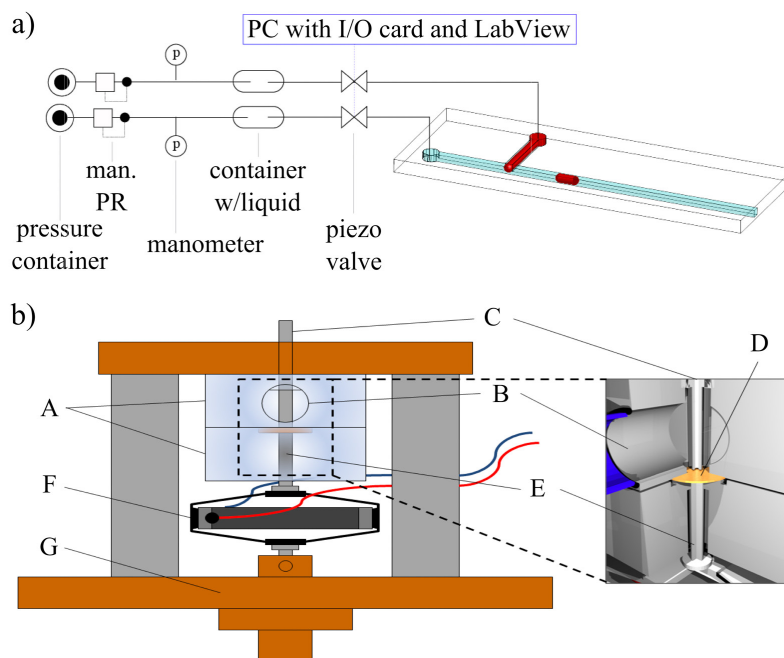 a)
PC with I/O card and LabView
p
p
man.
PR
container
w/liquid
pressure
container
manometer
piezo
valve
b)
C
D
A
B
F
E
G